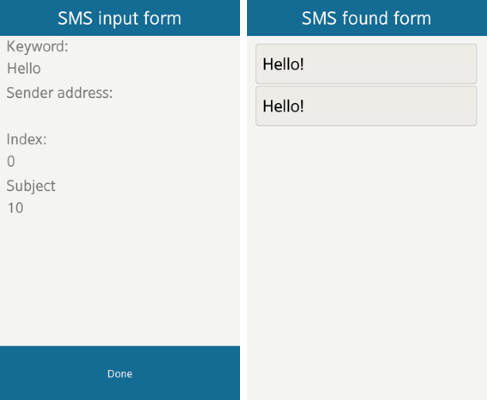 SMS input form
Keyword:
Hello
Sender address:
Index:
0
Subject
10
Done
SMS found form
Hello!
Hello!